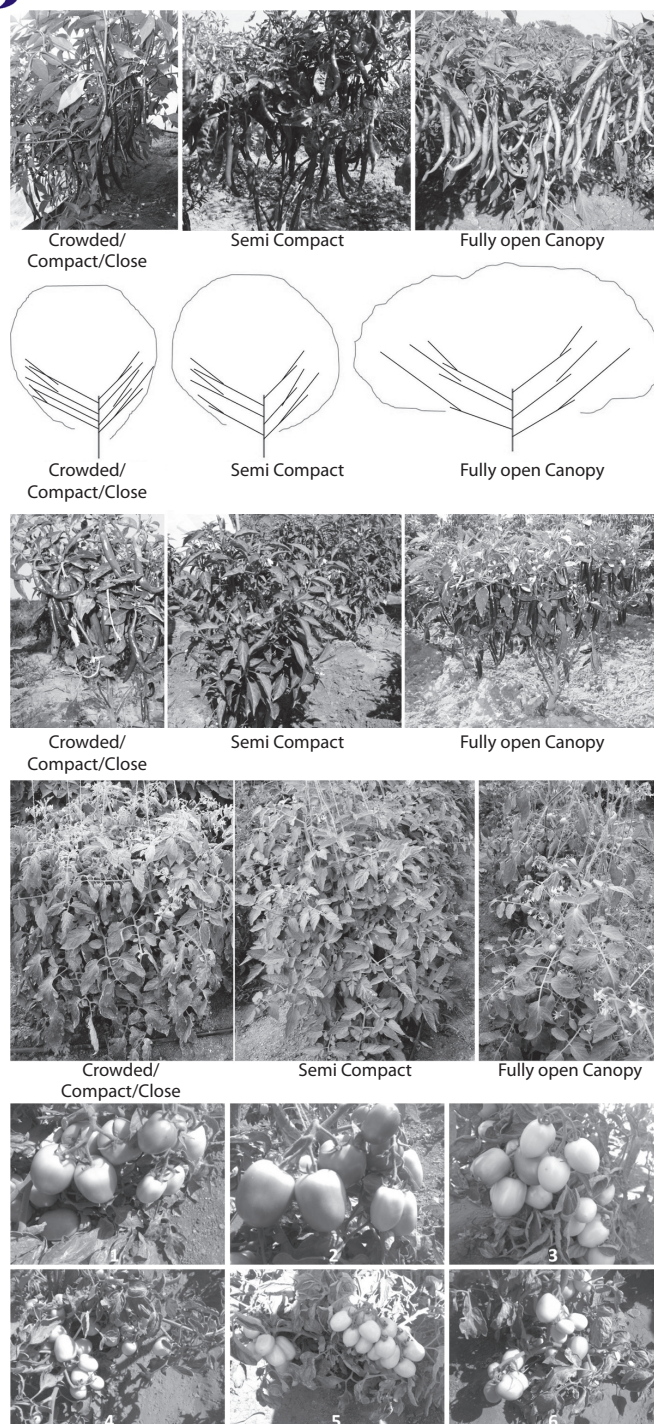 Crowded/
Compact/Close
Semi Compact
Fully open Canopy
Crowded/
Compact/Close
Semi Compact
Fully open Canopy
Crowded/
Compact/Close
Semi Compact
Fully open Canopy
Crowded/
Compact/Close
Semi Compact
Fully open Canopy
1
2
3
4
5
6